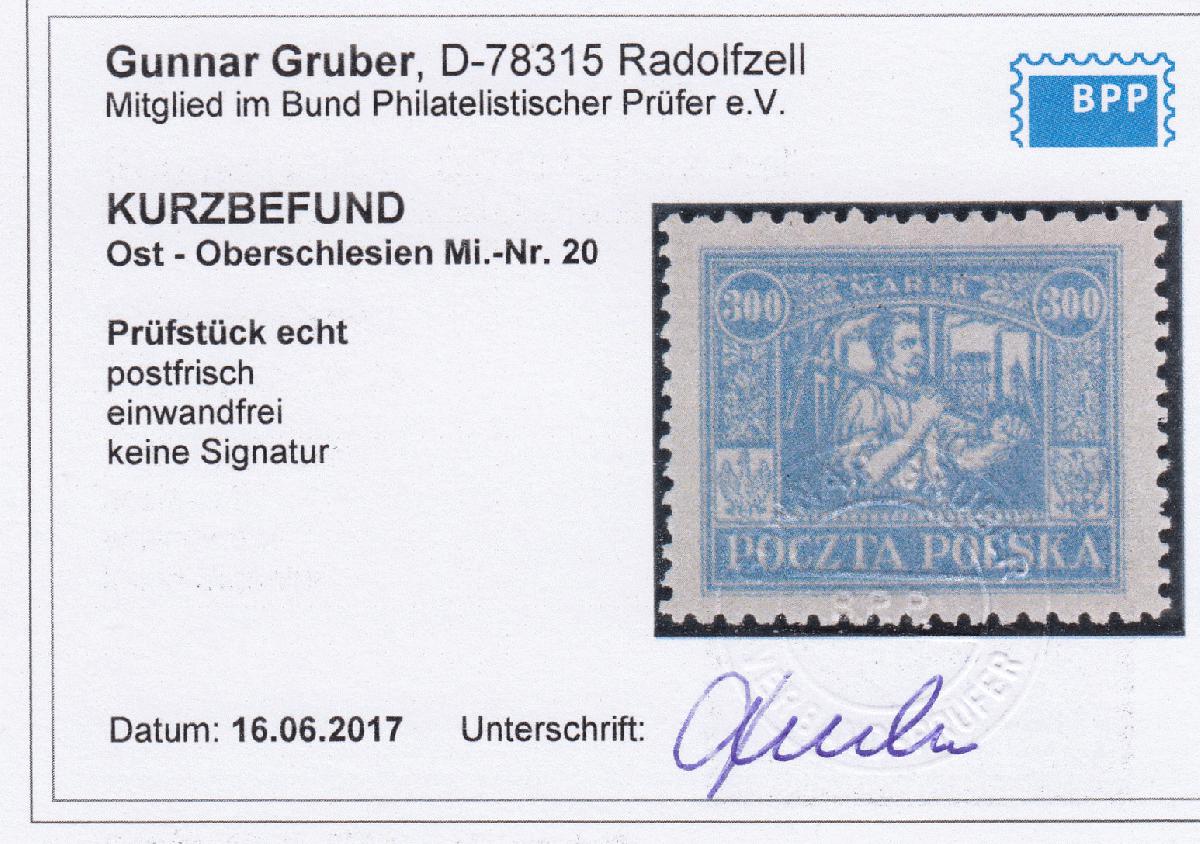 Gunnar Gruber, D-78315 Radolfzell
Mitglied im Bund Philatelistischer Prüfer e.V.
BPP
KURZBEFUND
Ost - Oberschlesien Mi.-Nr. 20
Prüfstück echt
postfrisch
einwandfrei
keine Signatur
300 MAREK 300
POCZTA POLSKA
BPP
Datum: 16.06.2017 Unterschrift: